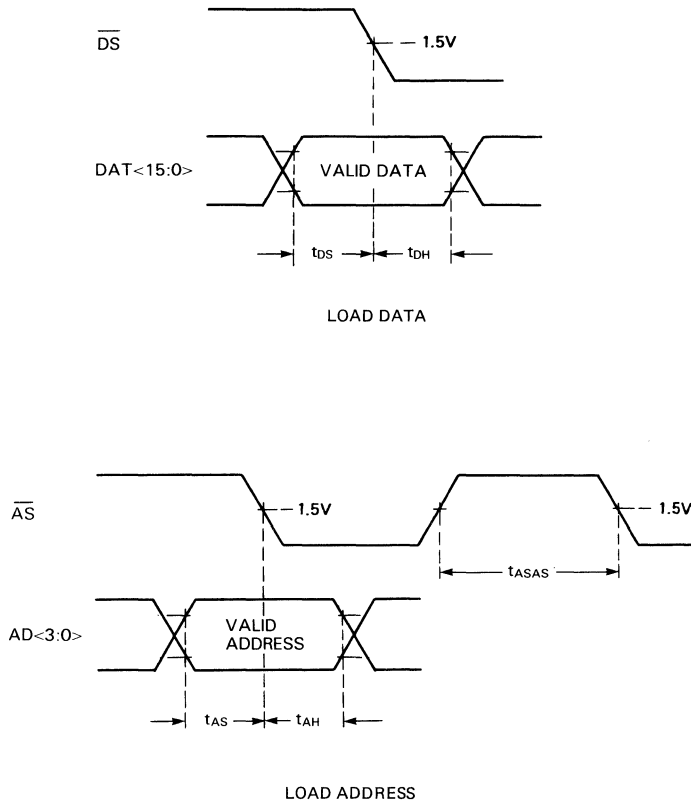 DS
1.5V
DAT<15:0>
VALID DATA
tDS
tDH
LOAD DATA
AS
1.5V
1.5V
tASAS
AD<3:0>
VALID
ADDRESS
tAS
tAH
LOAD ADDRESS